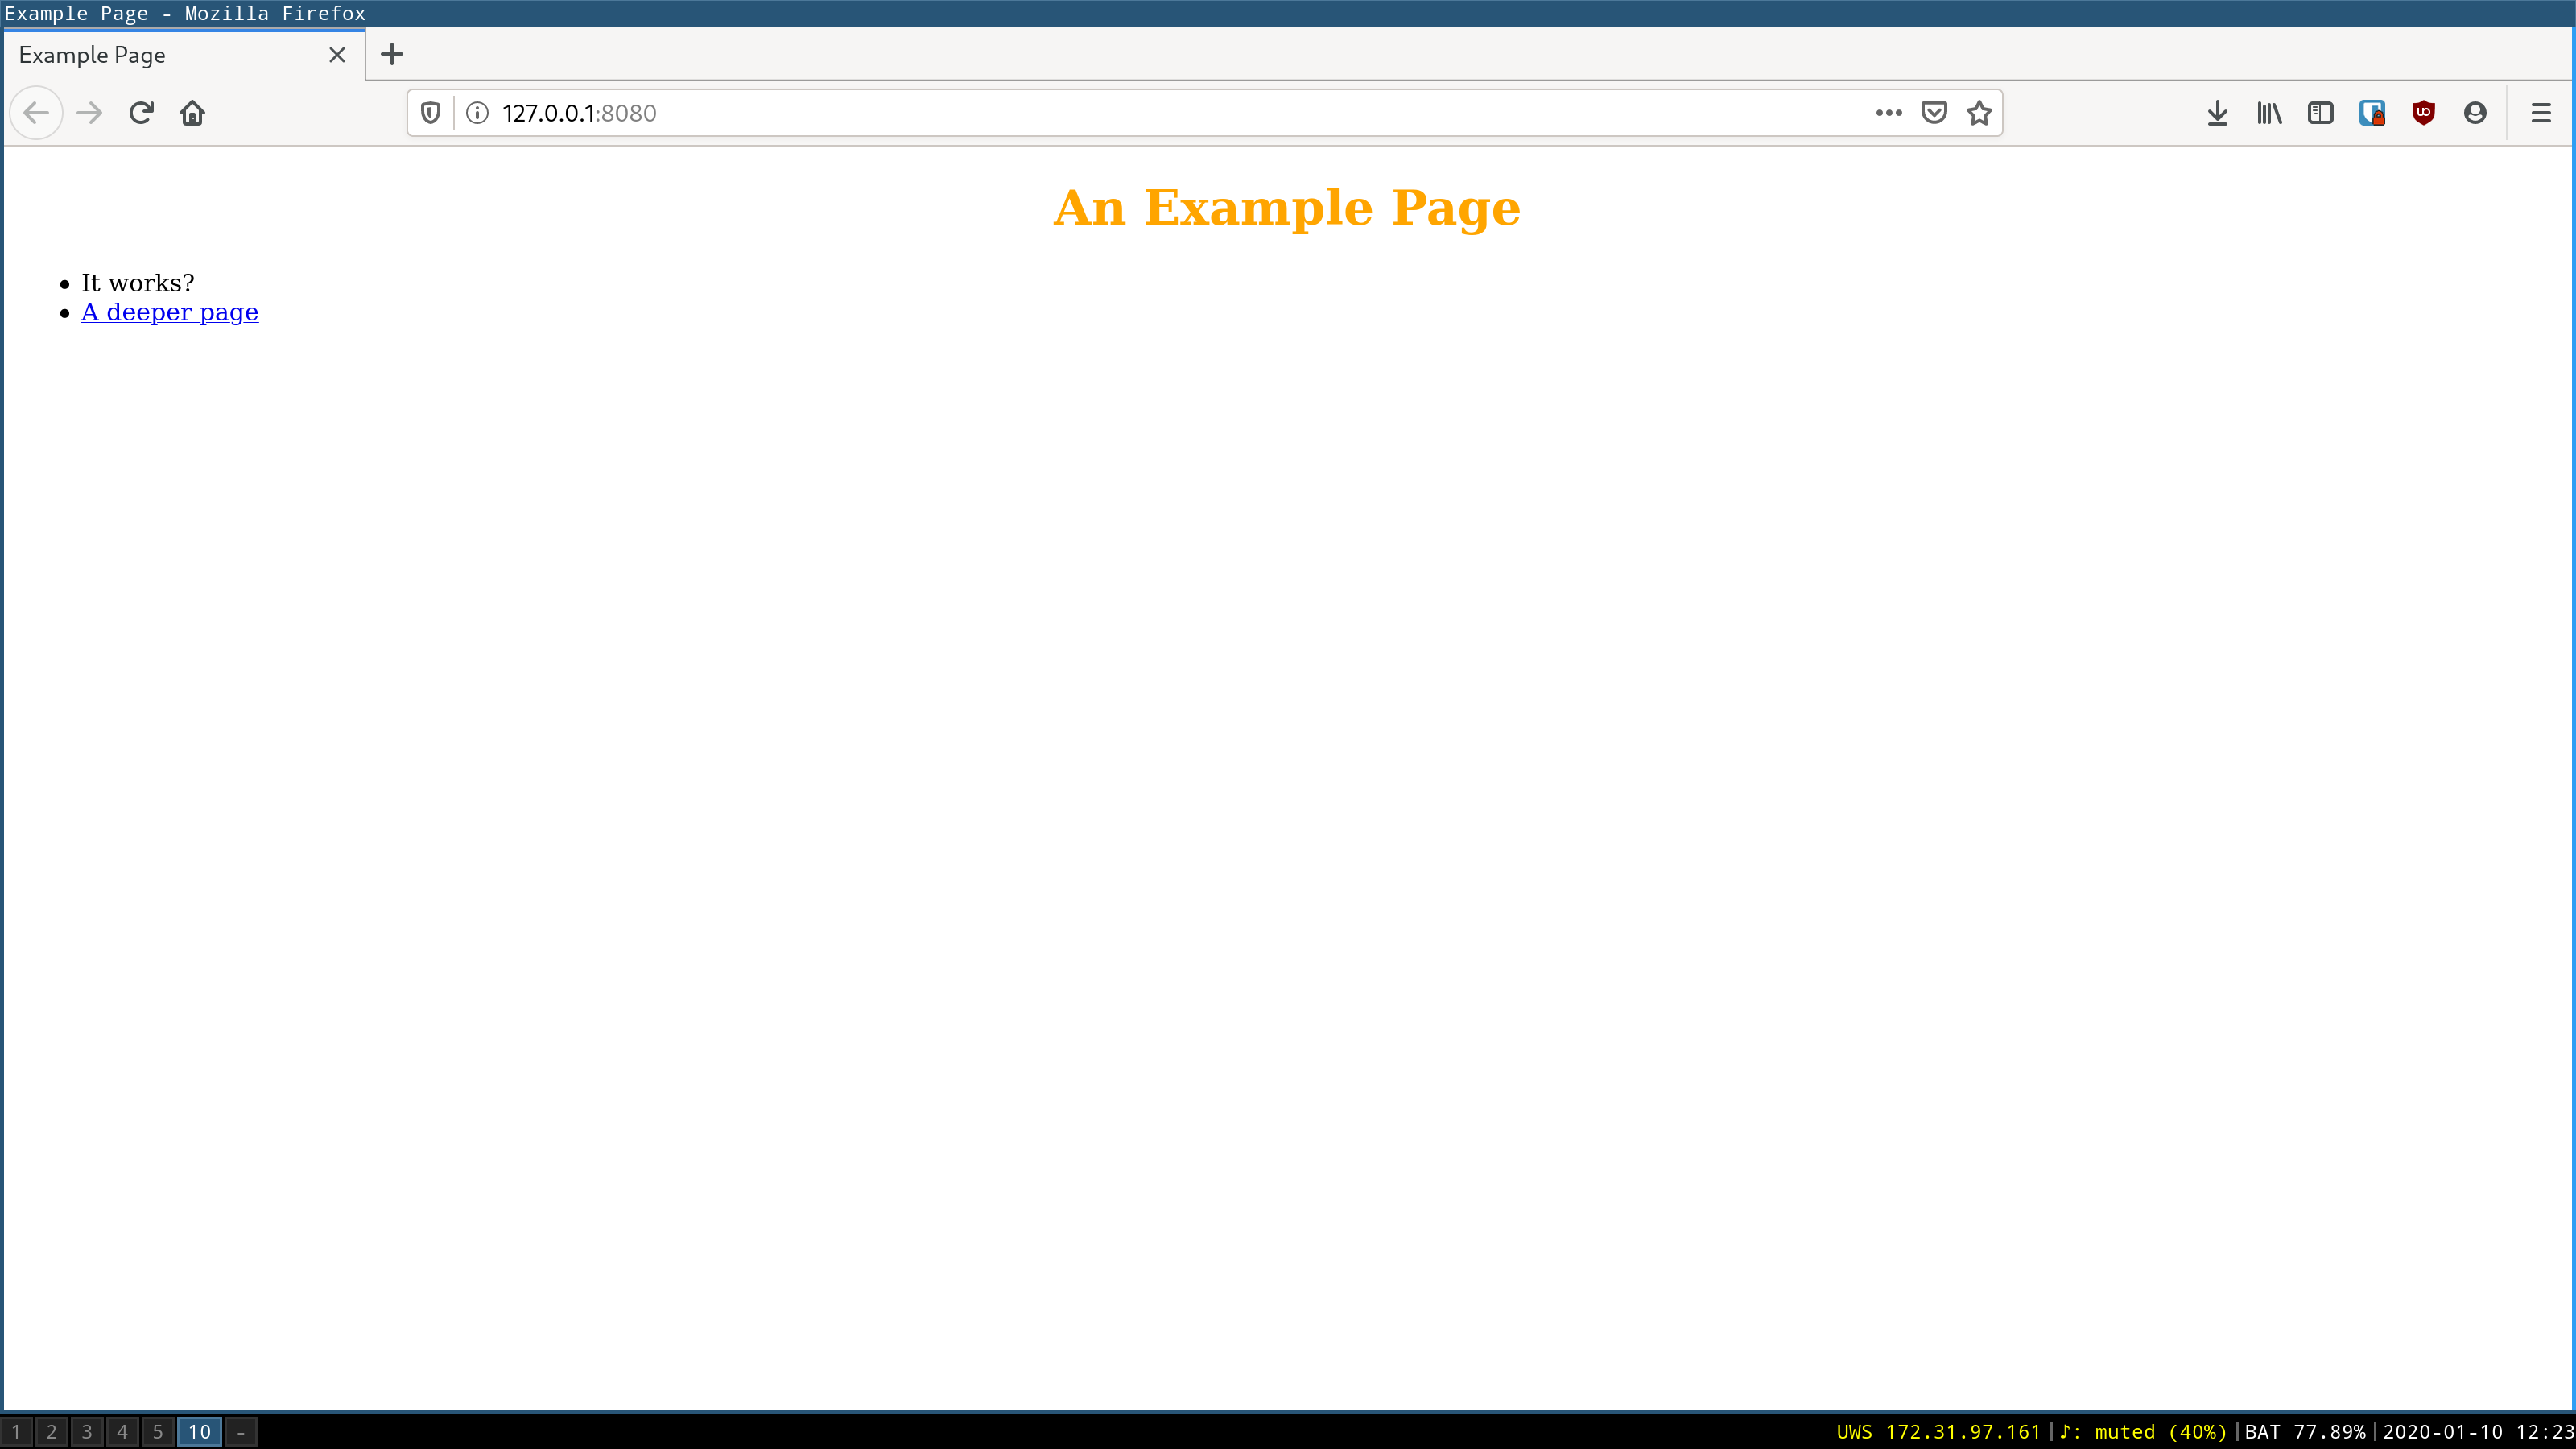 Example Page - Mozilla Firefox
Example Page
127.0.0.1:8080
An Example Page
It works?
A deeper page
1 2 3 4 5 10 -
UWS 172.31.97.161|♪: muted (40%)|BAT 77.89%|2020-01-10 12:23